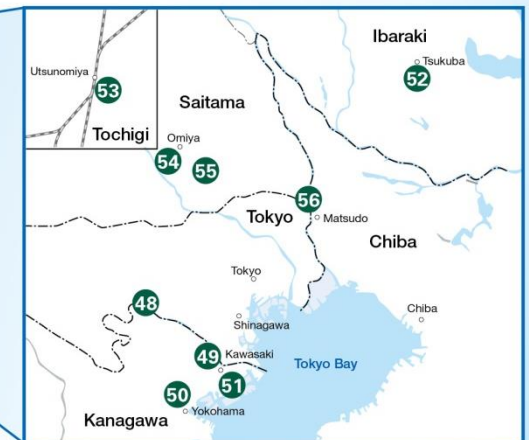 Ibaraki
Tsukuba
52
Utsunomiya
53
Tochigi
Saitama
Omiya
54
55
56
Tokyo
Matsudo
Chiba
Tokyo
48
Shinagawa
Chiba
49
Kawasaki
Tokyo Bay
51
50
Yokohama
Kanagawa